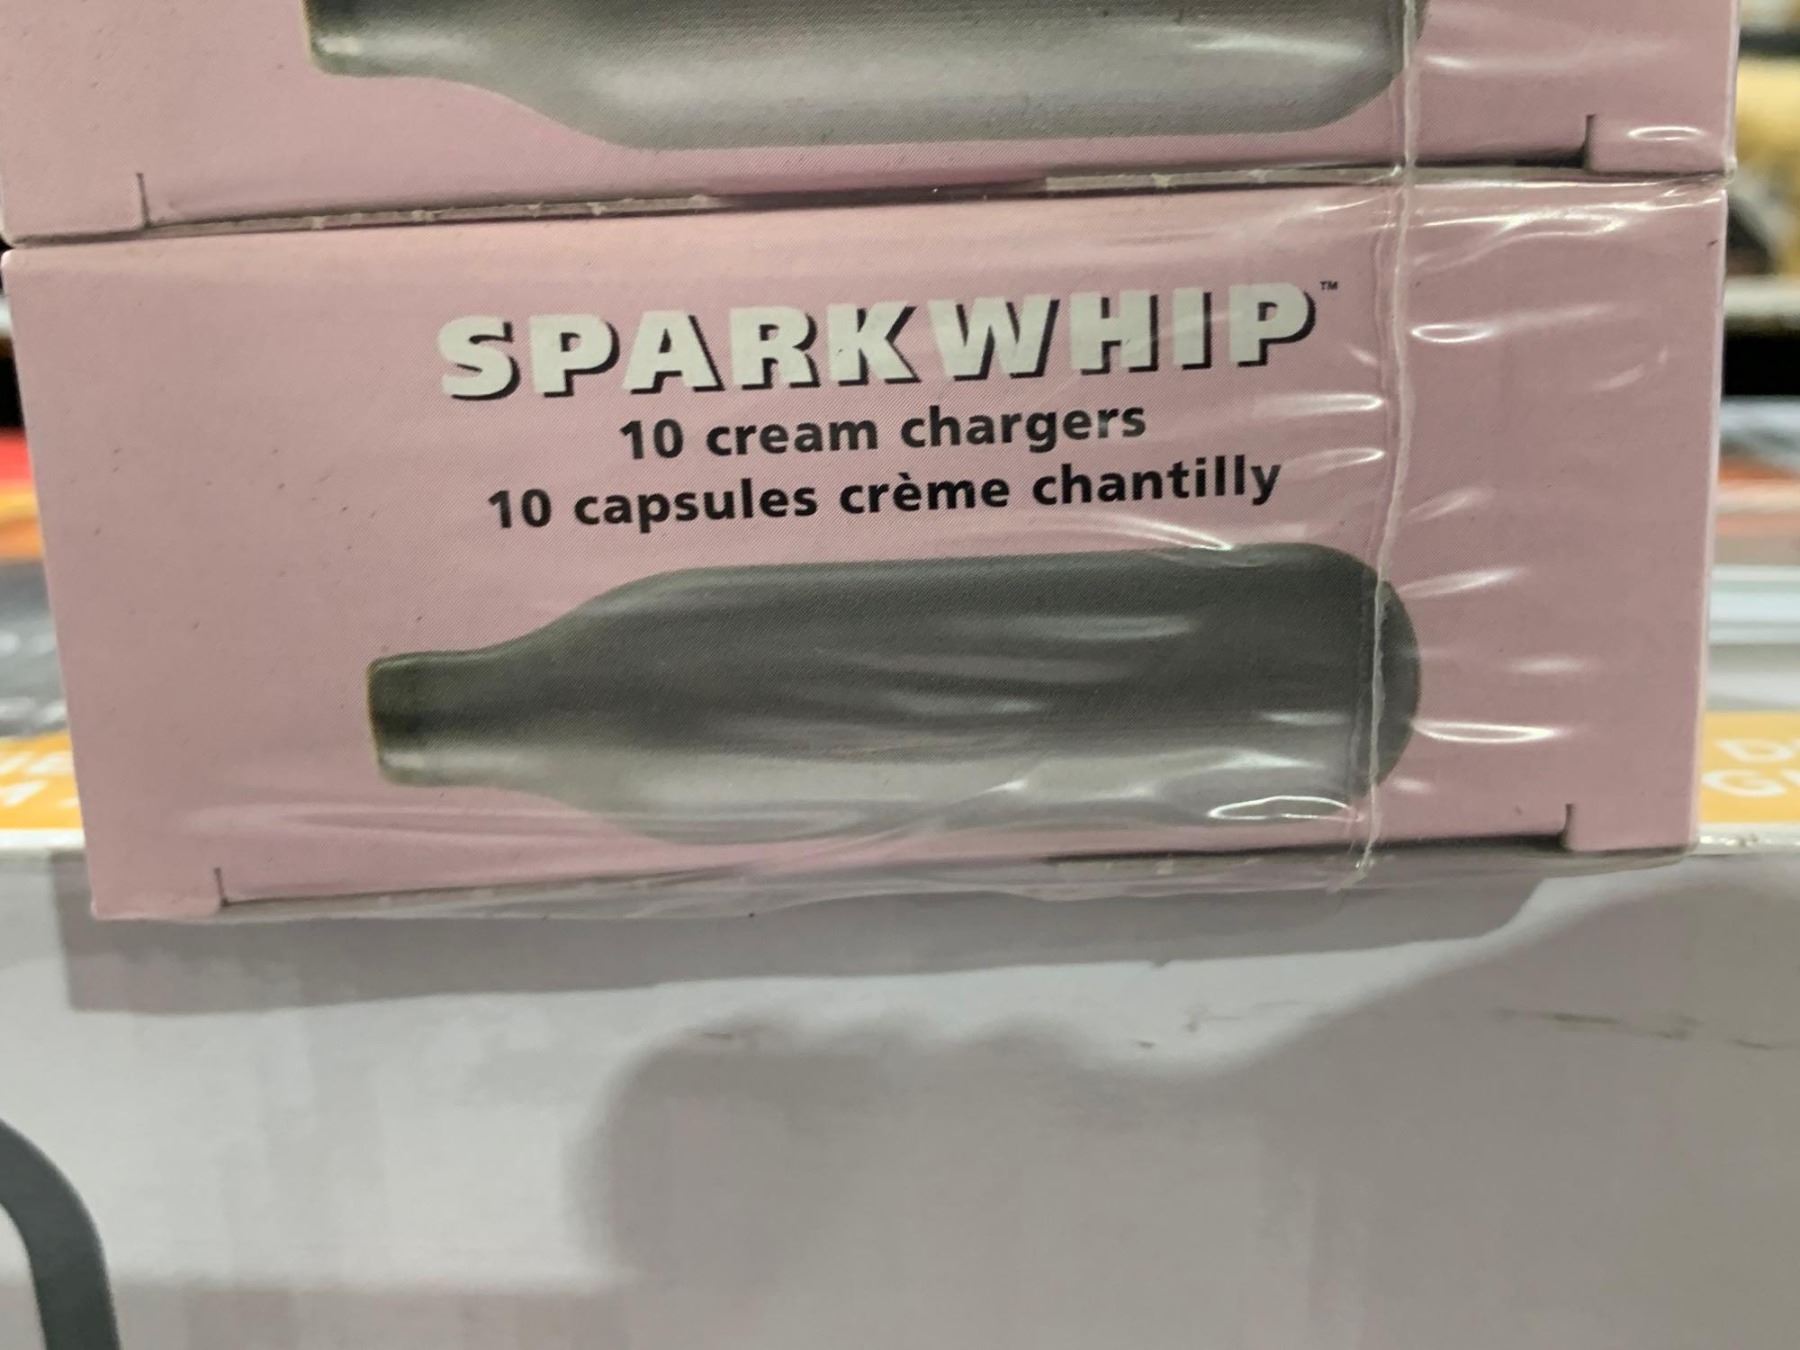 SPARKWHIP™
10 cream chargers
10 capsules crème chantilly